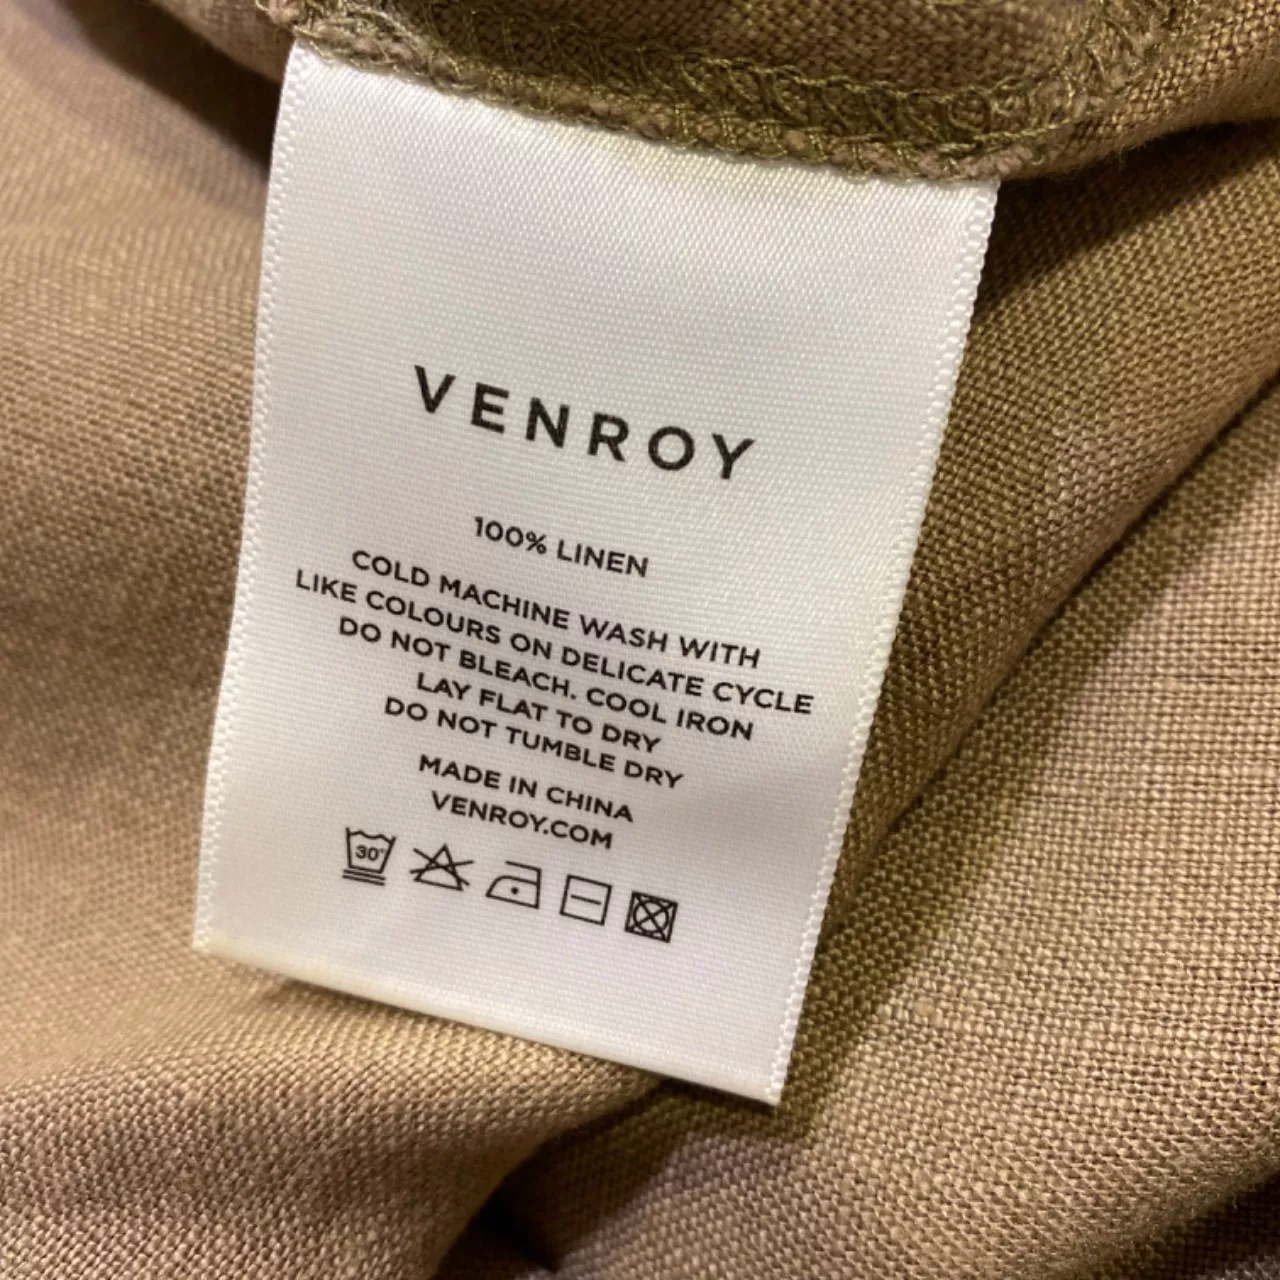 VENROY
100% LINEN
COLD MACHINE WASH WITH
LIKE COLOURS ON DELICATE CYCLE
DO NOT BLEACH. COOL IRON
LAY FLAT TO DRY
DO NOT TUMBLE DRY
MADE IN CHINA
VENROY.COM
30°